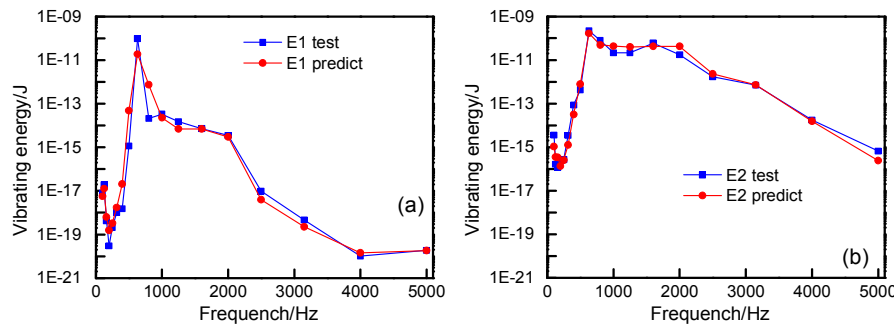 1E-09
1E-11
1E-13
1E-15
1E-17
1E-19
1E-21
Vibrating energy/J
E1 test
E1 predict
(a)
0 1000 2000 3000 4000 5000
Frequench/Hz
1E-09
1E-11
1E-13
1E-15
1E-17
1E-19
1E-21
Vibrating energy/J
E2 test
E2 predict
(b)
0 1000 2000 3000 4000 5000
Frequench/Hz